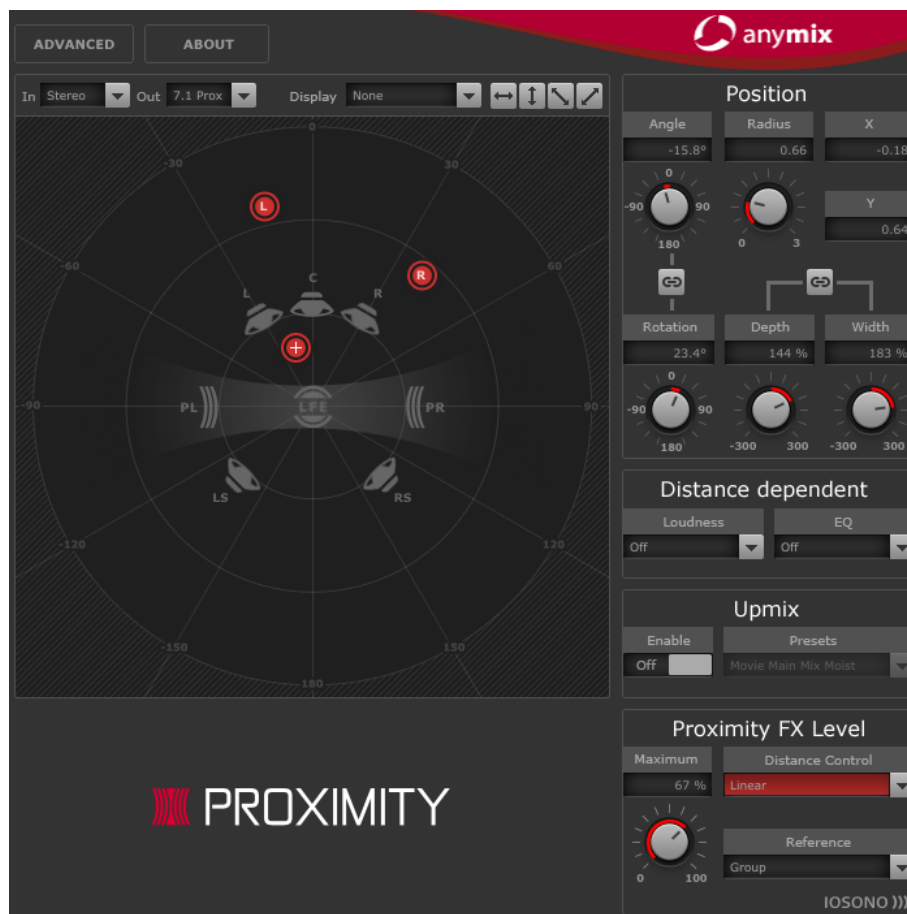 ADVANCED ABOUT
anymix
In Stereo Out 7.1 Prox Display None
0
-30 30
-60 60
-90 90
-120 120
-150 150
180
L
R
C
L R
PL LFE PR
LS RS
Position
Angle Radius X
-15.8° 0.66 -0.18
0
-90 90
180
0 3
Y
0.64
Rotation Depth Width
23.4° 144 % 183 %
0
-90 90
180
-300 300
-300 300
Distance dependent
Loudness EQ
Off Off
Upmix
Enable Presets
Off Movie Main Mix Moist
Proximity FX Level
Maximum Distance Control
67 % Linear
0 100
Reference
Group
PROXIMITY
IOSONO